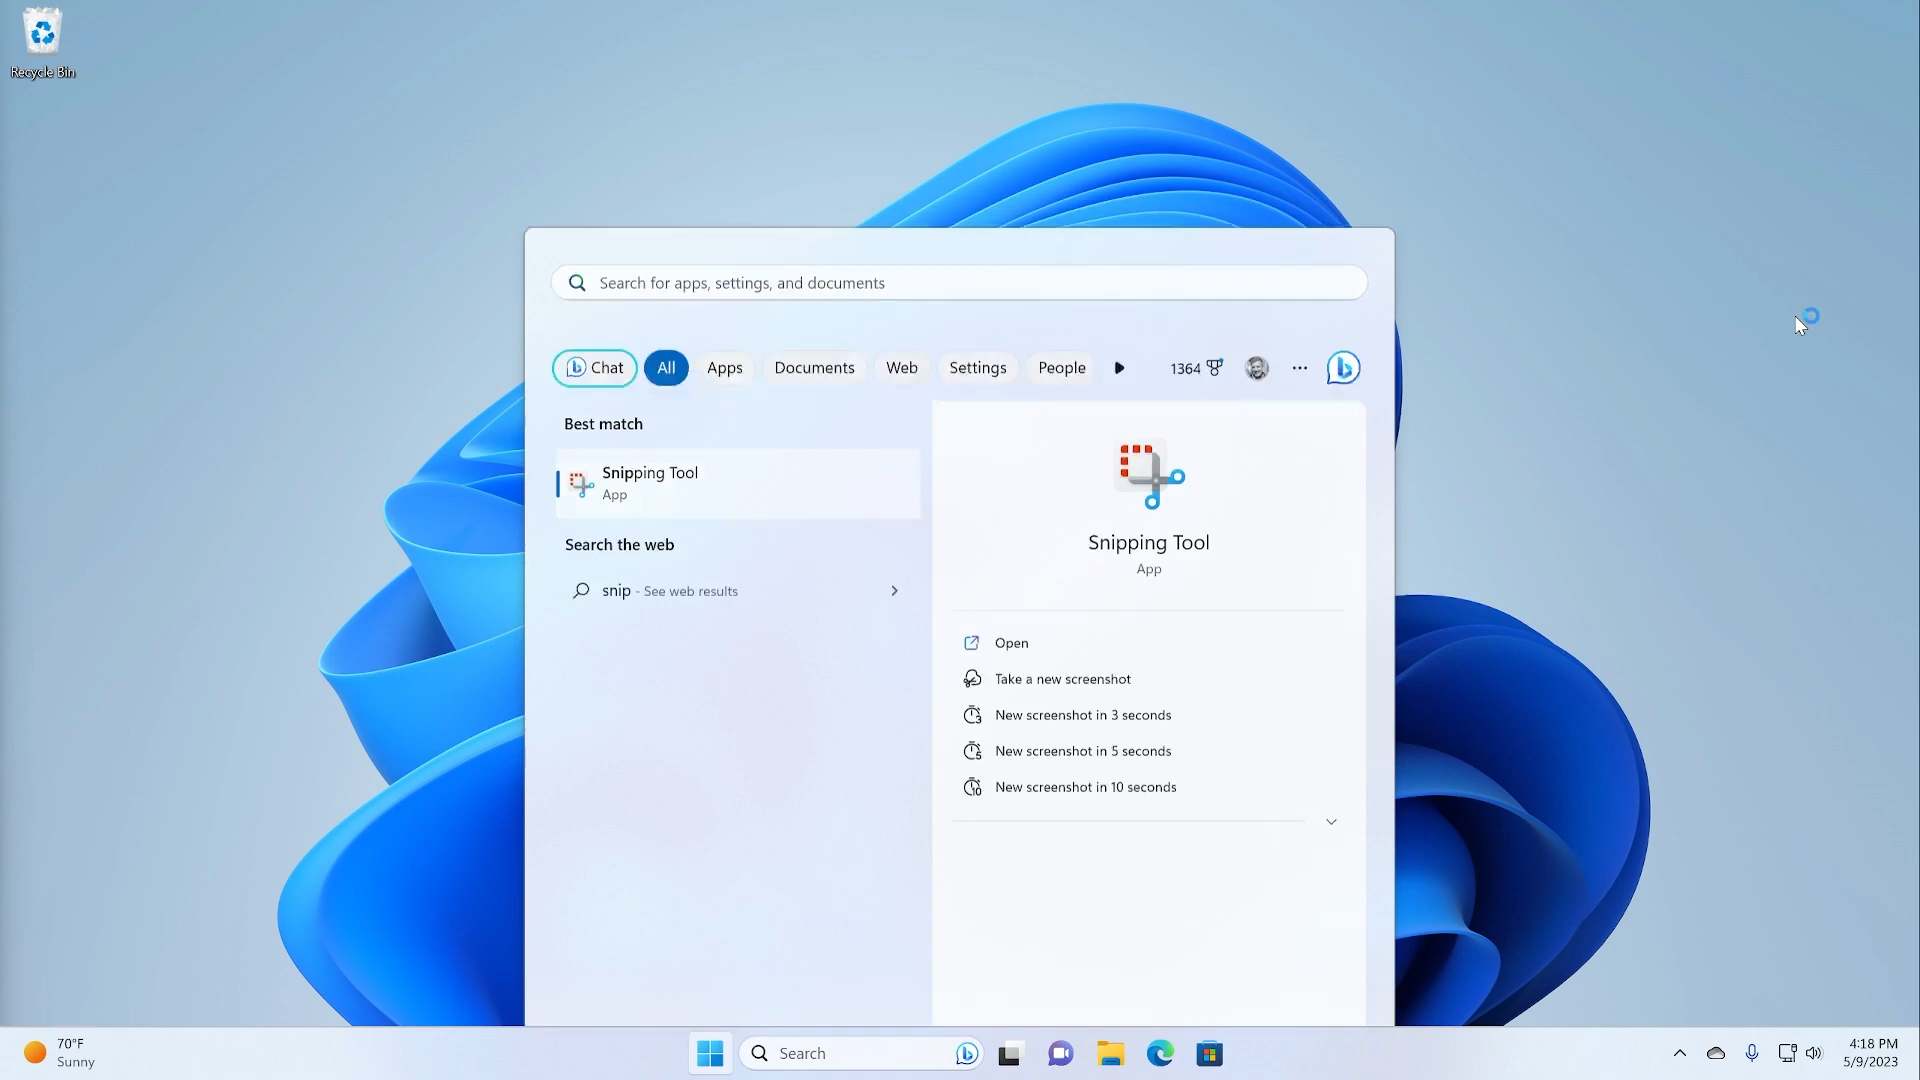 Recycle Bin
Search for apps, settings, and documents
Chat
All
Apps
Documents
Web
Settings
People
1364
Best match
Snipping Tool
App
Search the web
snip - See web results
Snipping Tool
App
Open
Take a new screenshot
3
New screenshot in 3 seconds
5
New screenshot in 5 seconds
10
New screenshot in 10 seconds
70°F
Sunny
Search
4:18 PM
5/9/2023